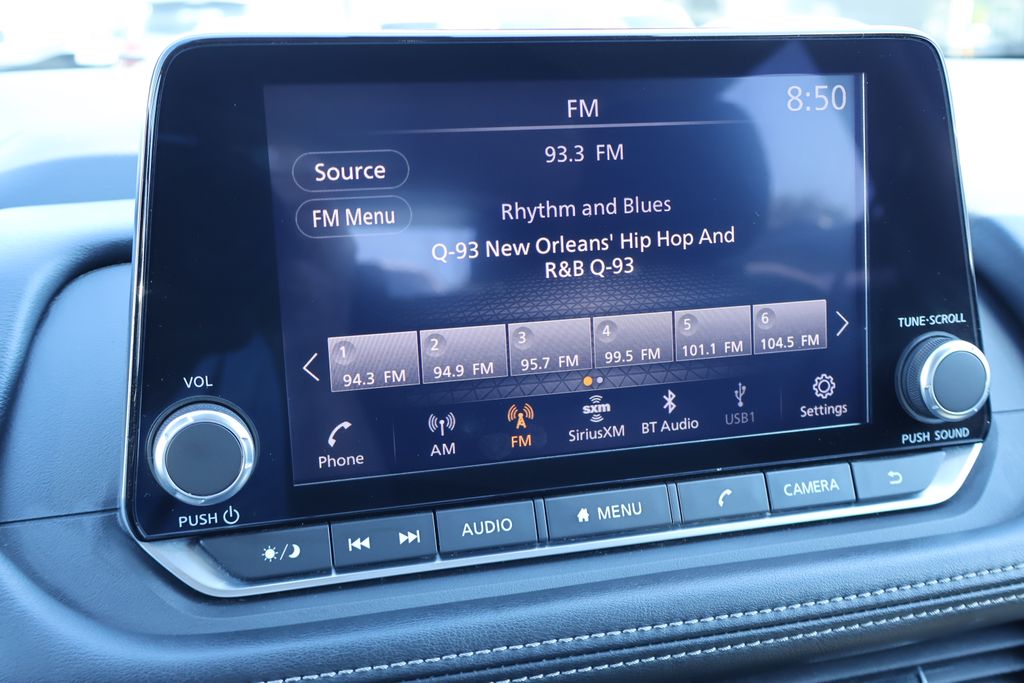 FM
8:50
93.3 FM
Source
FM Menu
Rhythm and Blues
Q-93 New Orleans' Hip Hop And
R&B Q-93
1
94.3 FM
2
94.9 FM
3
95.7 FM
4
99.5 FM
5
101.1 FM
6
104.5 FM
Phone
AM
FM
sxm
SiriusXM
BT Audio
USB1
Settings
VOL
PUSH
TUNE·SCROLL
PUSH SOUND
AUDIO
MENU
CAMERA